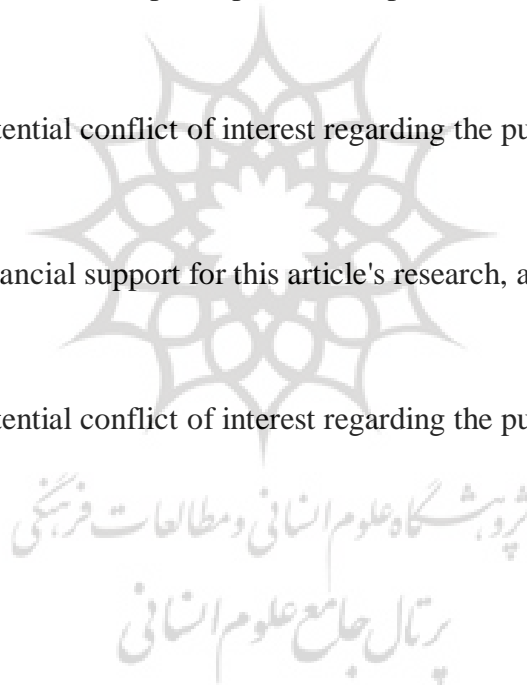 tential conflict of interest regarding the pu
ancial support for this article's research, a
tential conflict of interest regarding the pu
پژوهشگاه علوم انسانی و مطالعات فرهنگی
پرتال جامع علوم انسانی